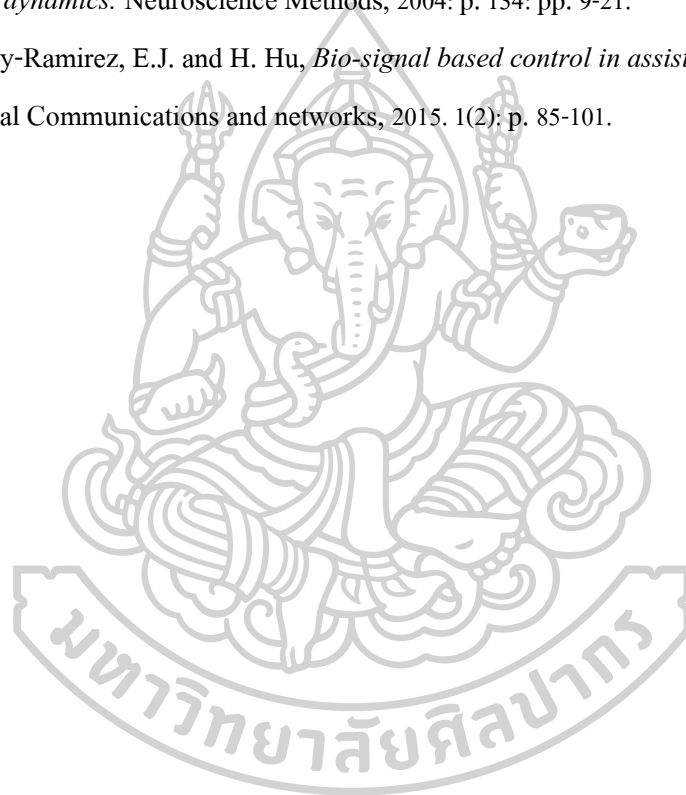 dynamics. Neuroscience Methods, 2004: p. 134: pp. 9-21.
y-Ramirez, E.J. and H. Hu, Bio-signal based control in assist
al Communications and networks, 2015. 1(2): p. 85-101.
มหาวิทยาลัยศิลปากร